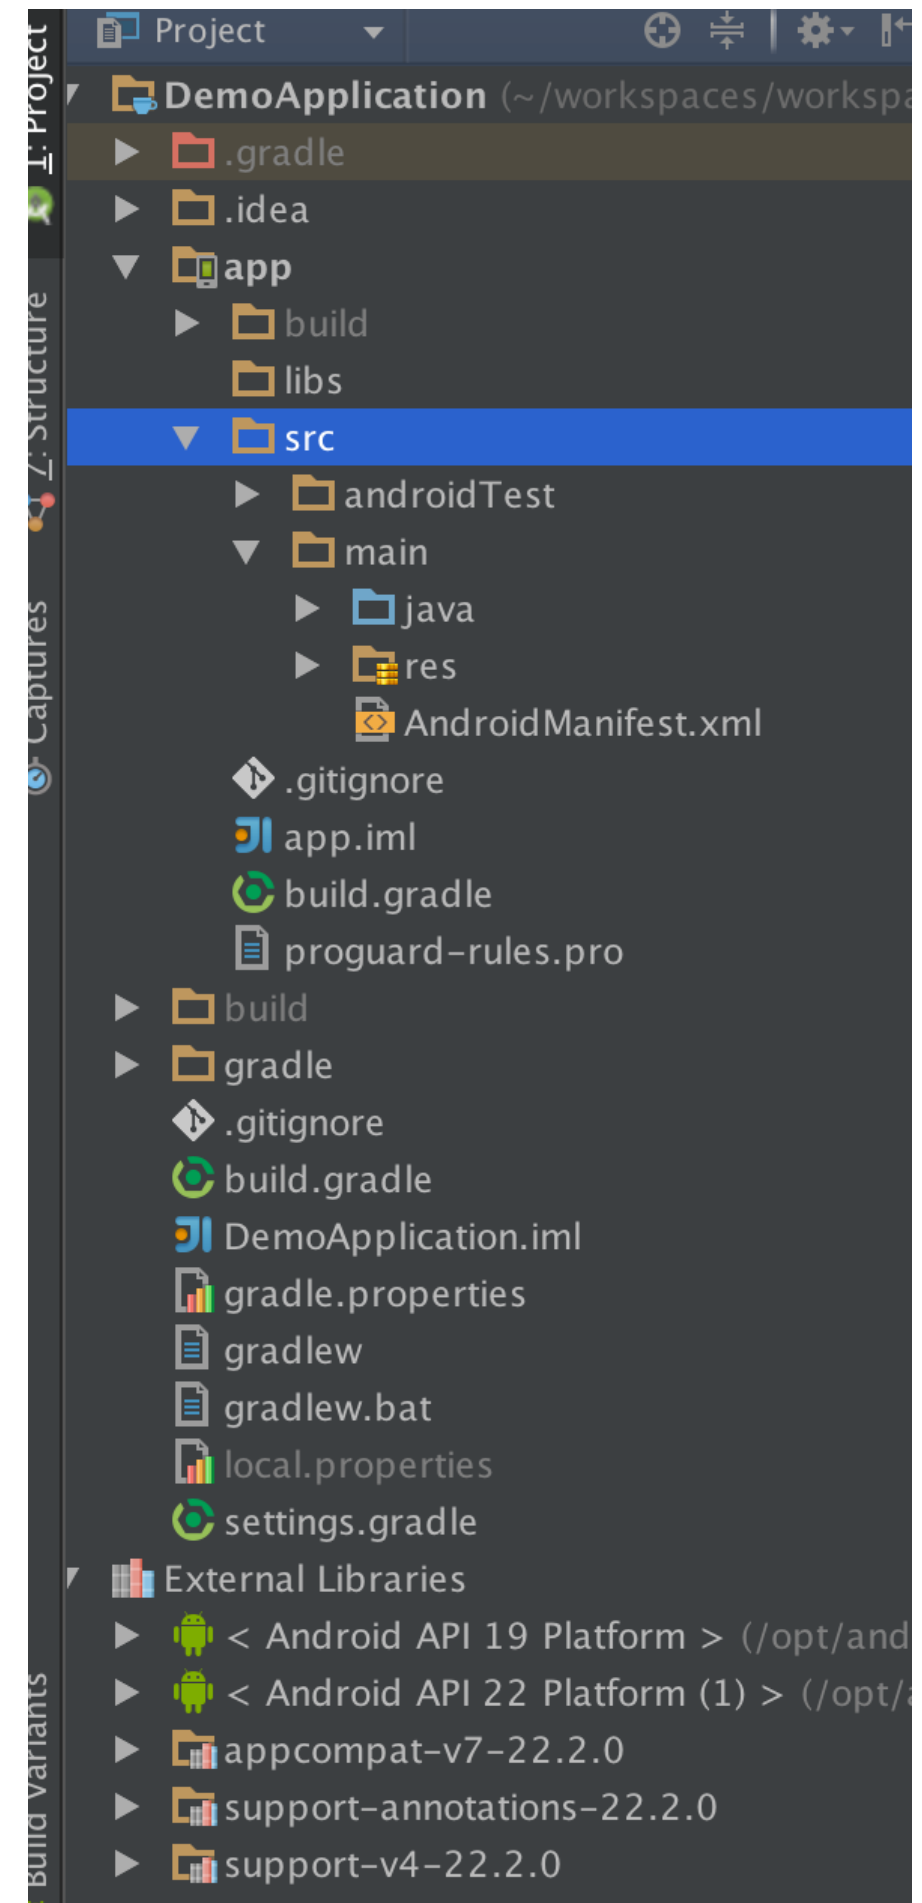 Project
DemoApplication (~/workspaces/workspa
.gradle
.idea
app
build
libs
src
androidTest
main
java
res
AndroidManifest.xml
.gitignore
app.iml
build.gradle
proguard-rules.pro
build
gradle
.gitignore
build.gradle
DemoApplication.iml
gradle.properties
gradlew
gradlew.bat
local.properties
settings.gradle
External Libraries
< Android API 19 Platform > (/opt/and
< Android API 22 Platform (1) > (/opt/a
appcompat-v7-22.2.0
support-annotations-22.2.0
support-v4-22.2.0
1: Project
7: Structure
Captures
Build Variants